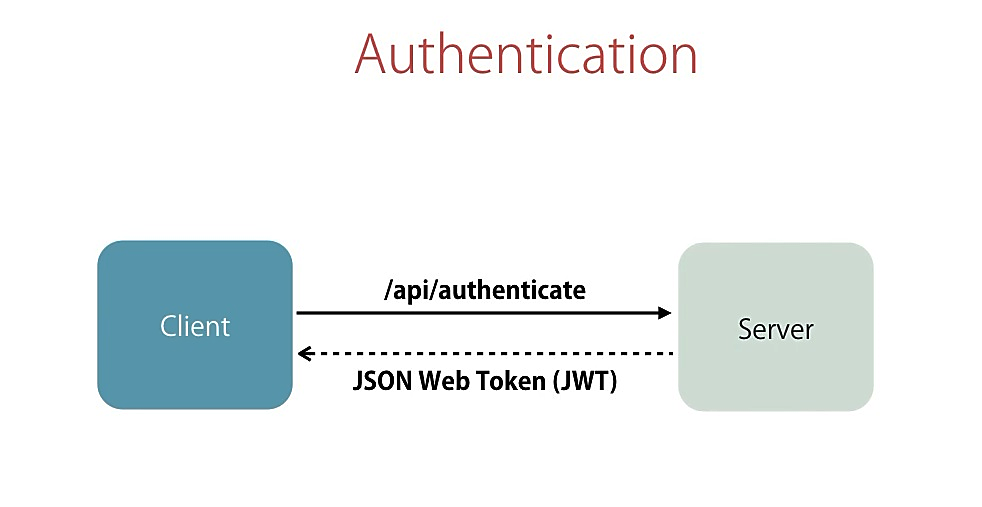 Authentication
/api/authenticate
Client
Server
JSON Web Token (JWT)